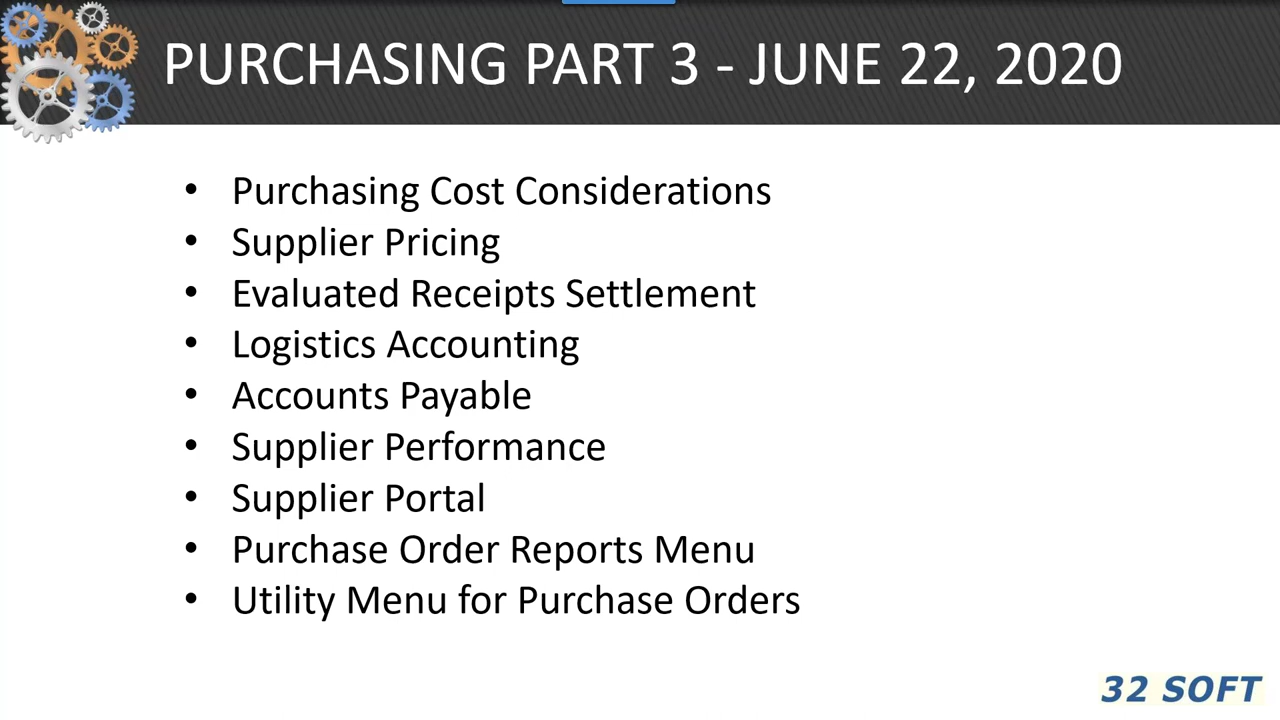 PURCHASING PART 3 - JUNE 22, 2020
• Purchasing Cost Considerations
• Supplier Pricing
• Evaluated Receipts Settlement
• Logistics Accounting
• Accounts Payable
• Supplier Performance
• Supplier Portal
• Purchase Order Reports Menu
• Utility Menu for Purchase Orders
32 SOFT